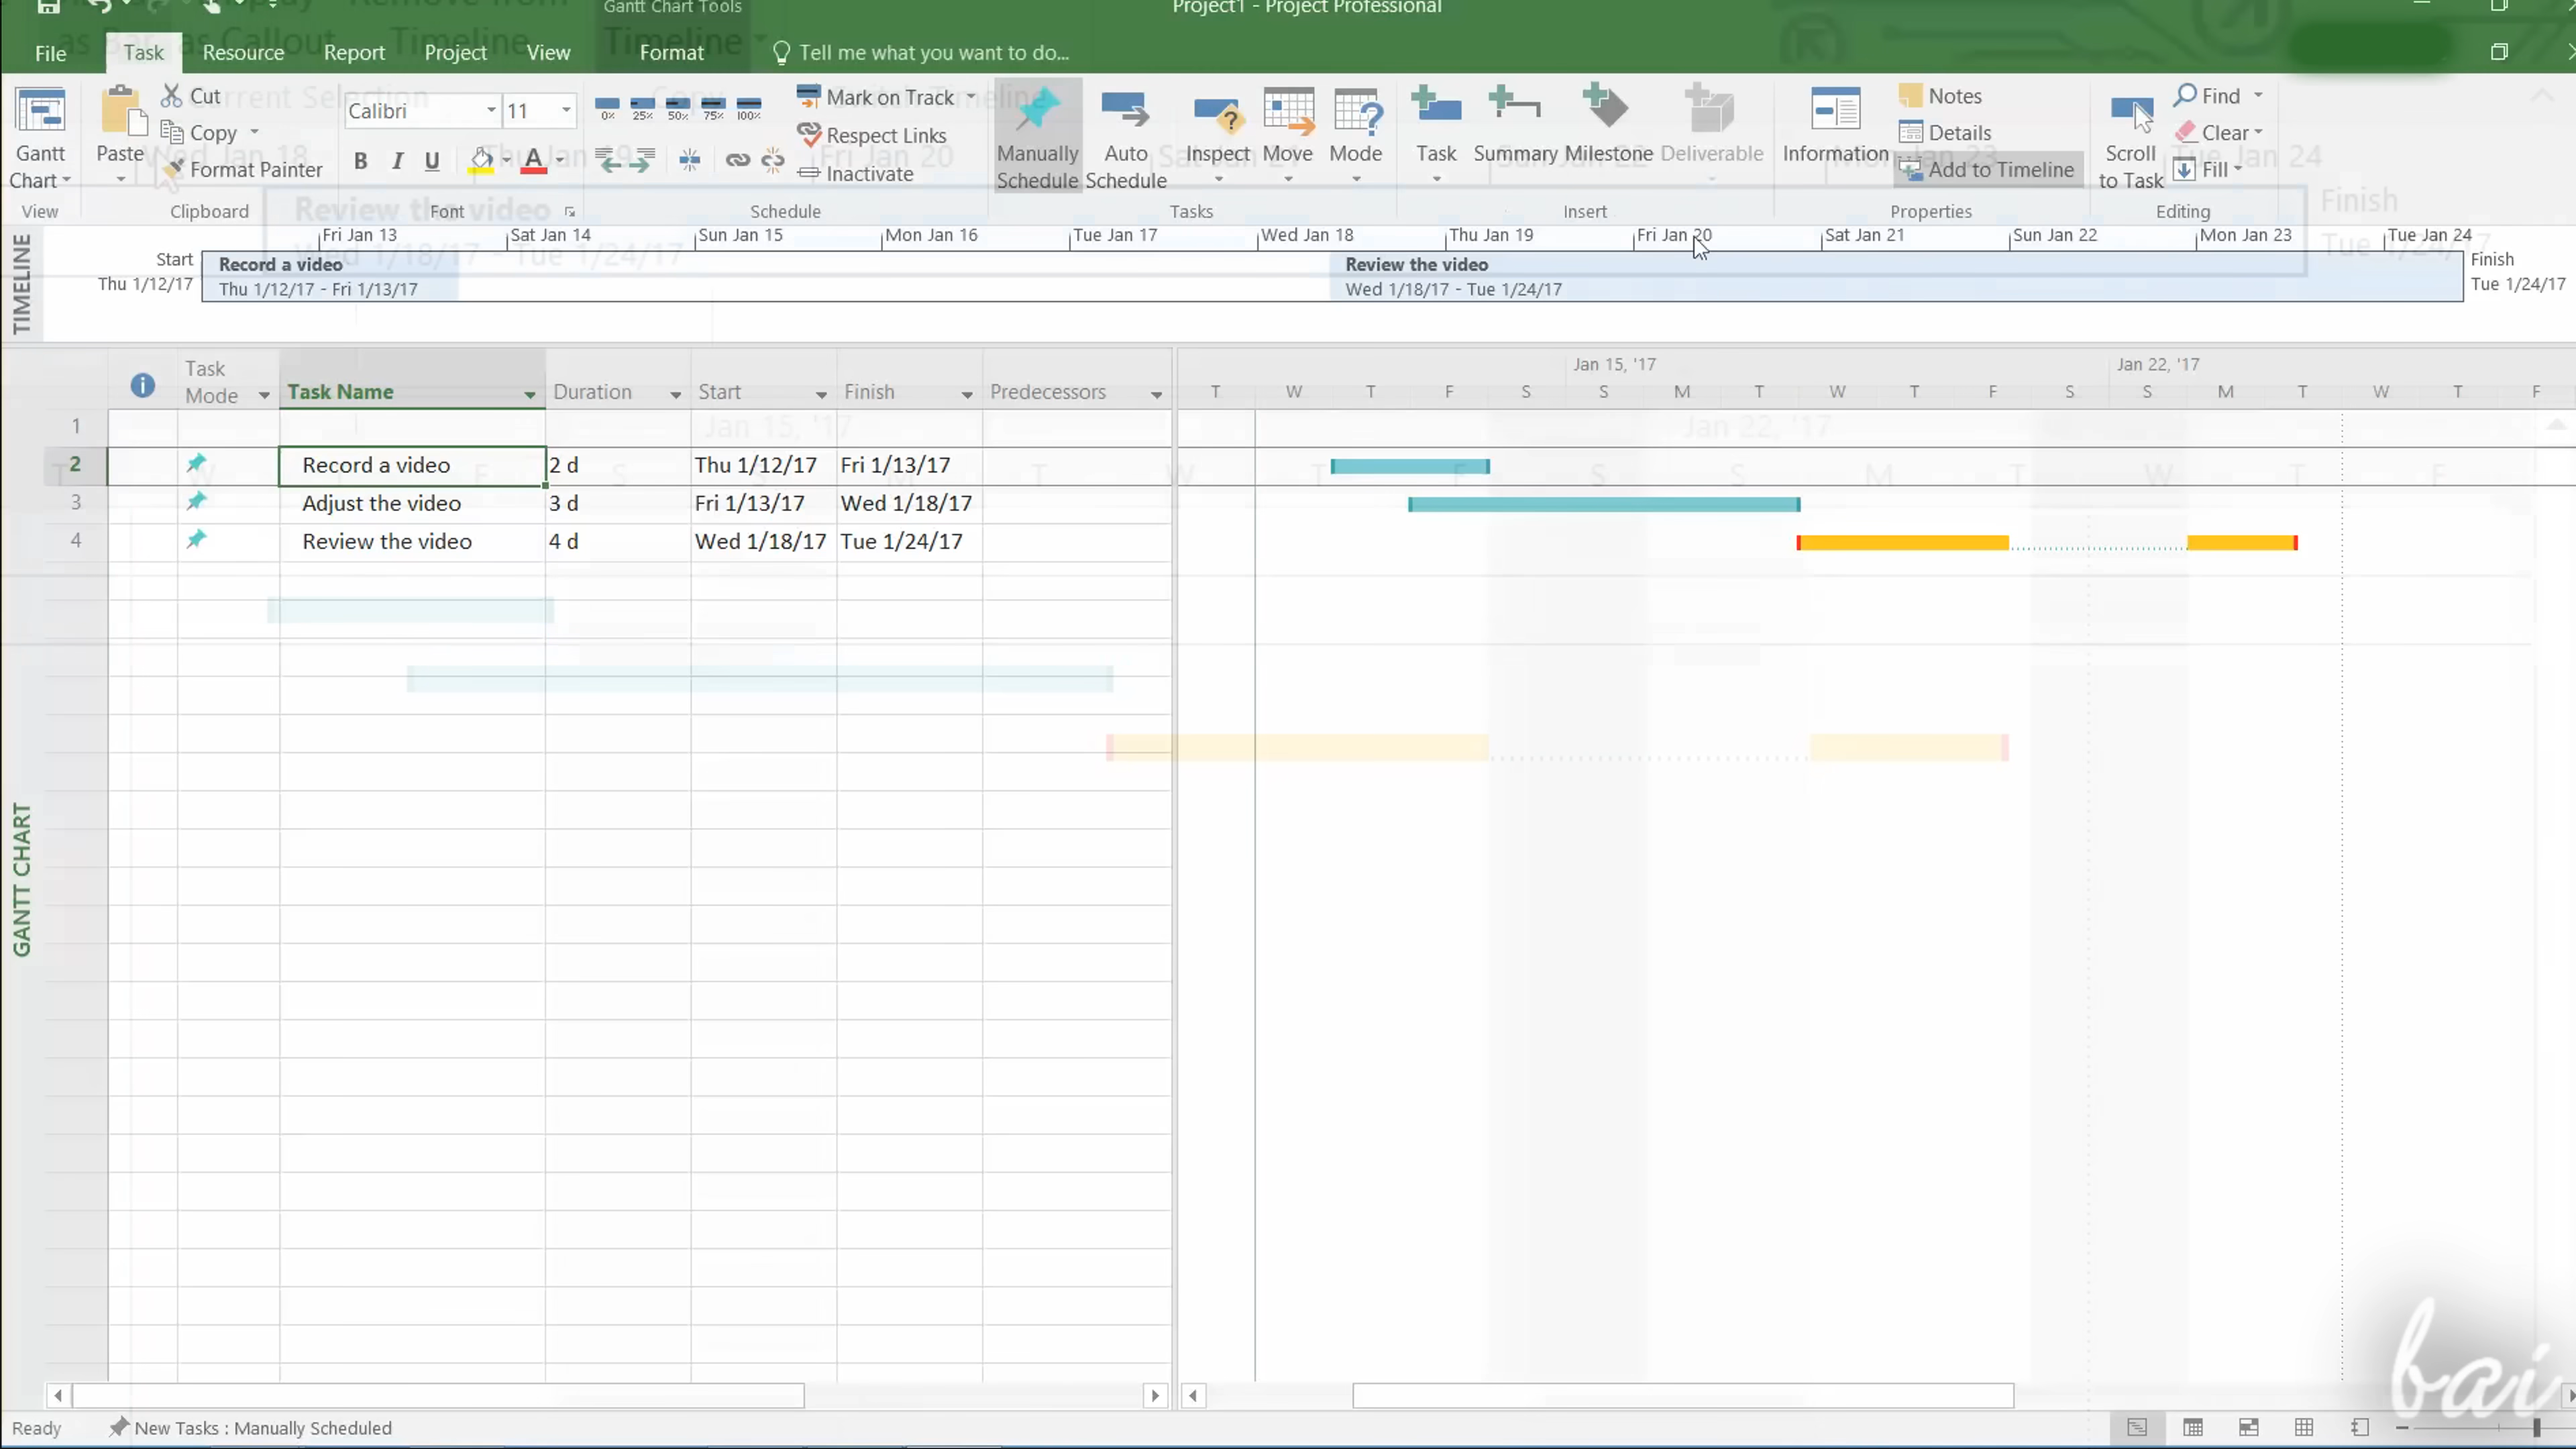 Gantt Chart Tools
Project1 - Project Professional
File Task Resource Report Project View Format Tell me what you want to do...
Gantt Chart
Paste
Cut
Copy
Format Painter
Calibri 11
B I U A
0% 25% 50% 75% 100%
Mark on Track
Respect Links
Inactivate
Manually Schedule
Auto Schedule
Inspect
Move
Mode
Task
Summary
Milestone
Deliverable
Information
Notes
Details
Add to Timeline
Scroll to Task
Find
Clear
Fill
View Clipboard Font Schedule Tasks Insert Properties Editing
TIMELINE
Fri Jan 13 Sat Jan 14 Sun Jan 15 Mon Jan 16 Tue Jan 17 Wed Jan 18 Thu Jan 19 Fri Jan 20 Sat Jan 21 Sun Jan 22 Mon Jan 23 Tue Jan 24
Start
Thu 1/12/17
Record a video
Thu 1/12/17 - Fri 1/13/17
Review the video
Wed 1/18/17 - Tue 1/24/17
Finish
Tue 1/24/17
Task Mode Task Name Duration Start Finish Predecessors
Jan 15, '17 Jan 22, '17
T W T F S S M T W T F S S M T W T F
1
2 Record a video 2 d Thu 1/12/17 Fri 1/13/17
3 Adjust the video 3 d Fri 1/13/17 Wed 1/18/17
4 Review the video 4 d Wed 1/18/17 Tue 1/24/17
GANTT CHART
Ready New Tasks : Manually Scheduled
bai